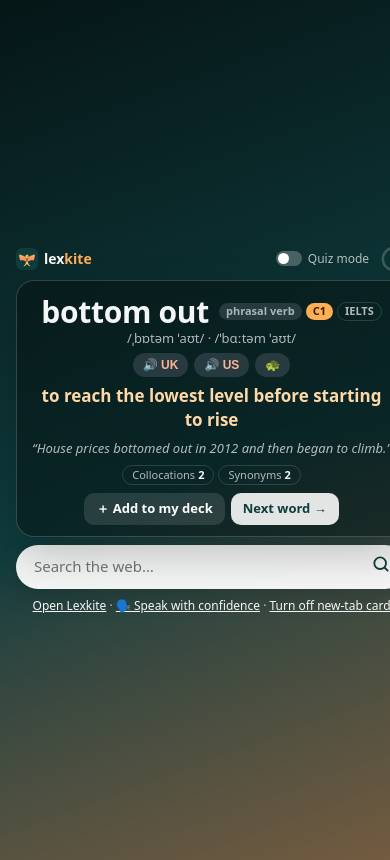 lexkite Quiz mode
bottom out phrasal verb C1 IELTS
/ˌbɒtəm ˈaʊt/ · /ˈbɑːtəm ˈaʊt/
🔊 UK 🔊 US 🐢
to reach the lowest level before starting
to rise
“House prices bottomed out in 2012 and then began to climb.”
Collocations 2 Synonyms 2
+ Add to my deck Next word →
Search the web...
Open Lexkite · 🗣️ Speak with confidence · Turn off new-tab card